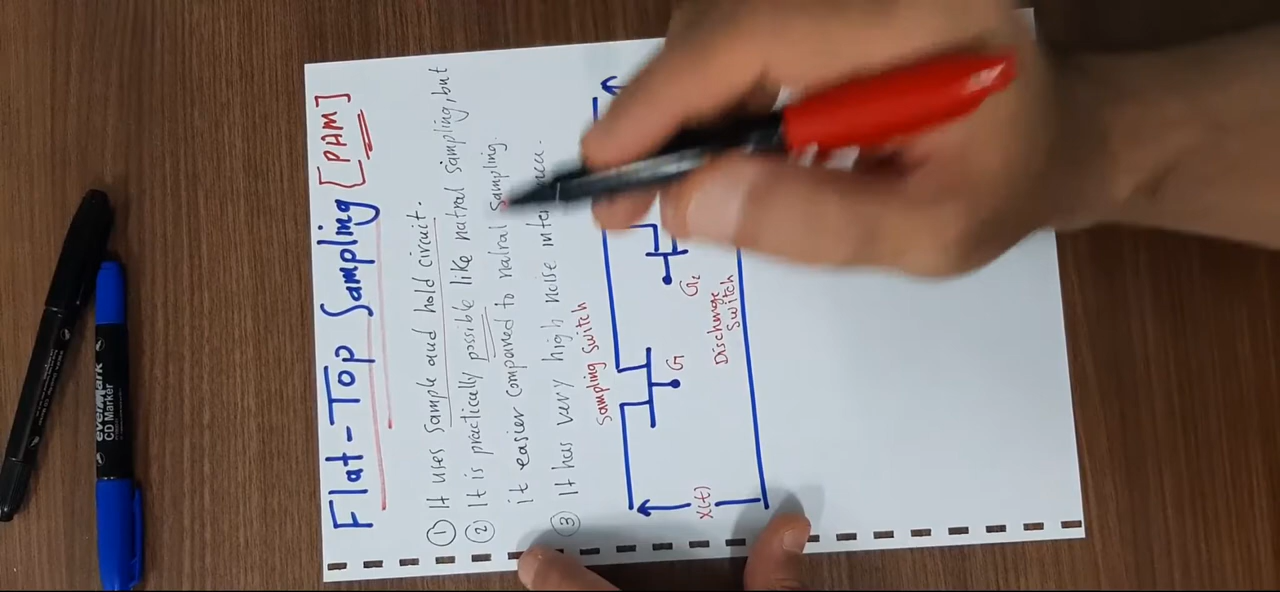 Flat-Top Sampling [PAM]
① It uses sample and hold circuit.
② It is practically possible like natral sampling, but
it easier compared to natral sampling.
③ It has very high noise
Sampling Switch
G1
G2
Discharge
Switch
X(t)
evermark
CD Marker